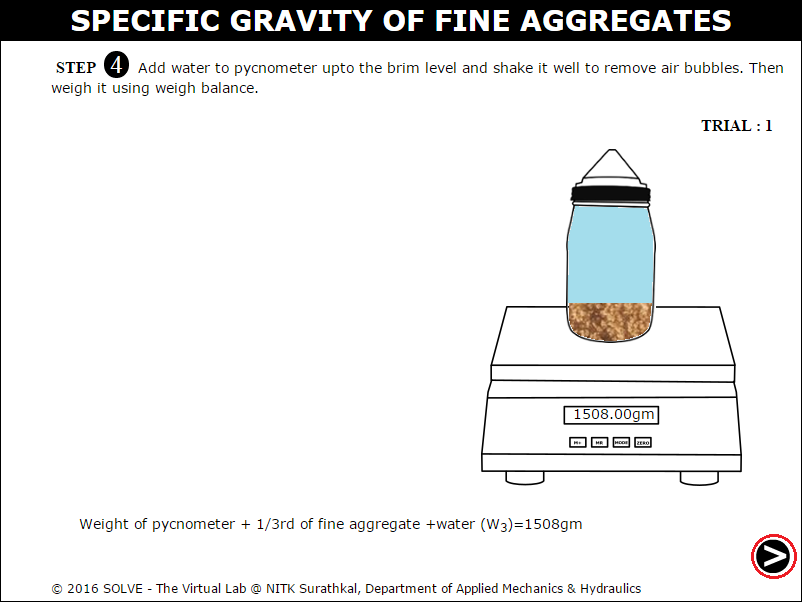 SPECIFIC GRAVITY OF FINE AGGREGATES
STEP 4 Add water to pycnometer upto the brim level and shake it well to remove air bubbles. Then
weigh it using weigh balance.
TRIAL : 1
1508.00gm
M+ MR MODE ZERO
Weight of pycnometer + 1/3rd of fine aggregate +water (W3)=1508gm
© 2016 SOLVE - The Virtual Lab @ NITK Surathkal, Department of Applied Mechanics & Hydraulics